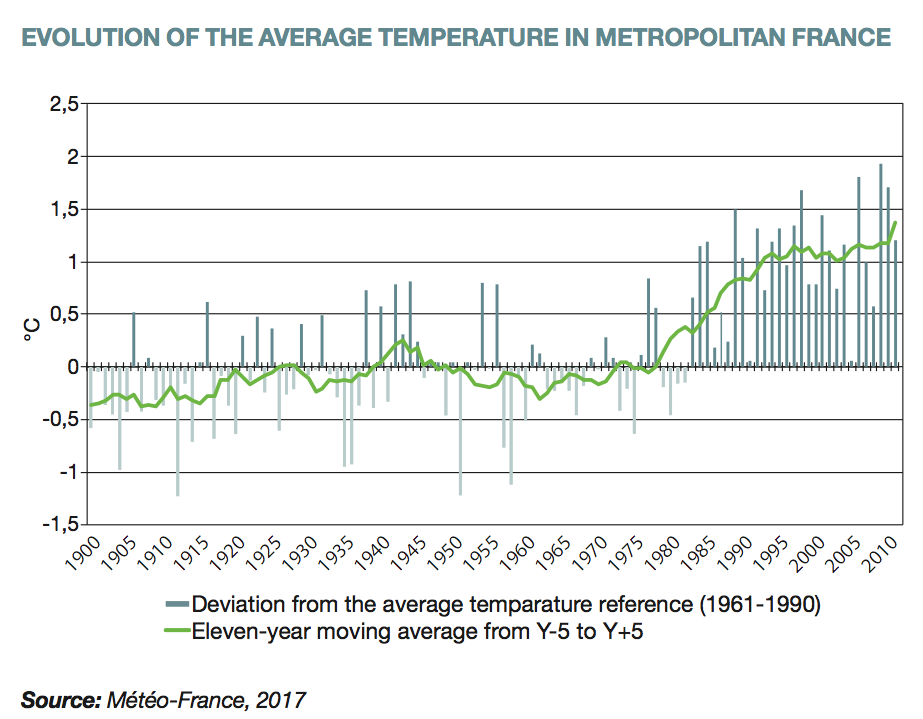 EVOLUTION OF THE AVERAGE TEMPERATURE IN METROPOLITAN FRANCE
2,5
2
1,5
1
0,5
0
-0,5
-1
-1,5
°C
1900 1905 1910 1915 1920 1925 1930 1935 1940 1945 1950 1955 1960 1965 1970 1975 1980 1985 1990 1995 2000 2005 2010
Deviation from the average temparature reference (1961-1990)
Eleven-year moving average from Y-5 to Y+5
Source: Météo-France, 2017